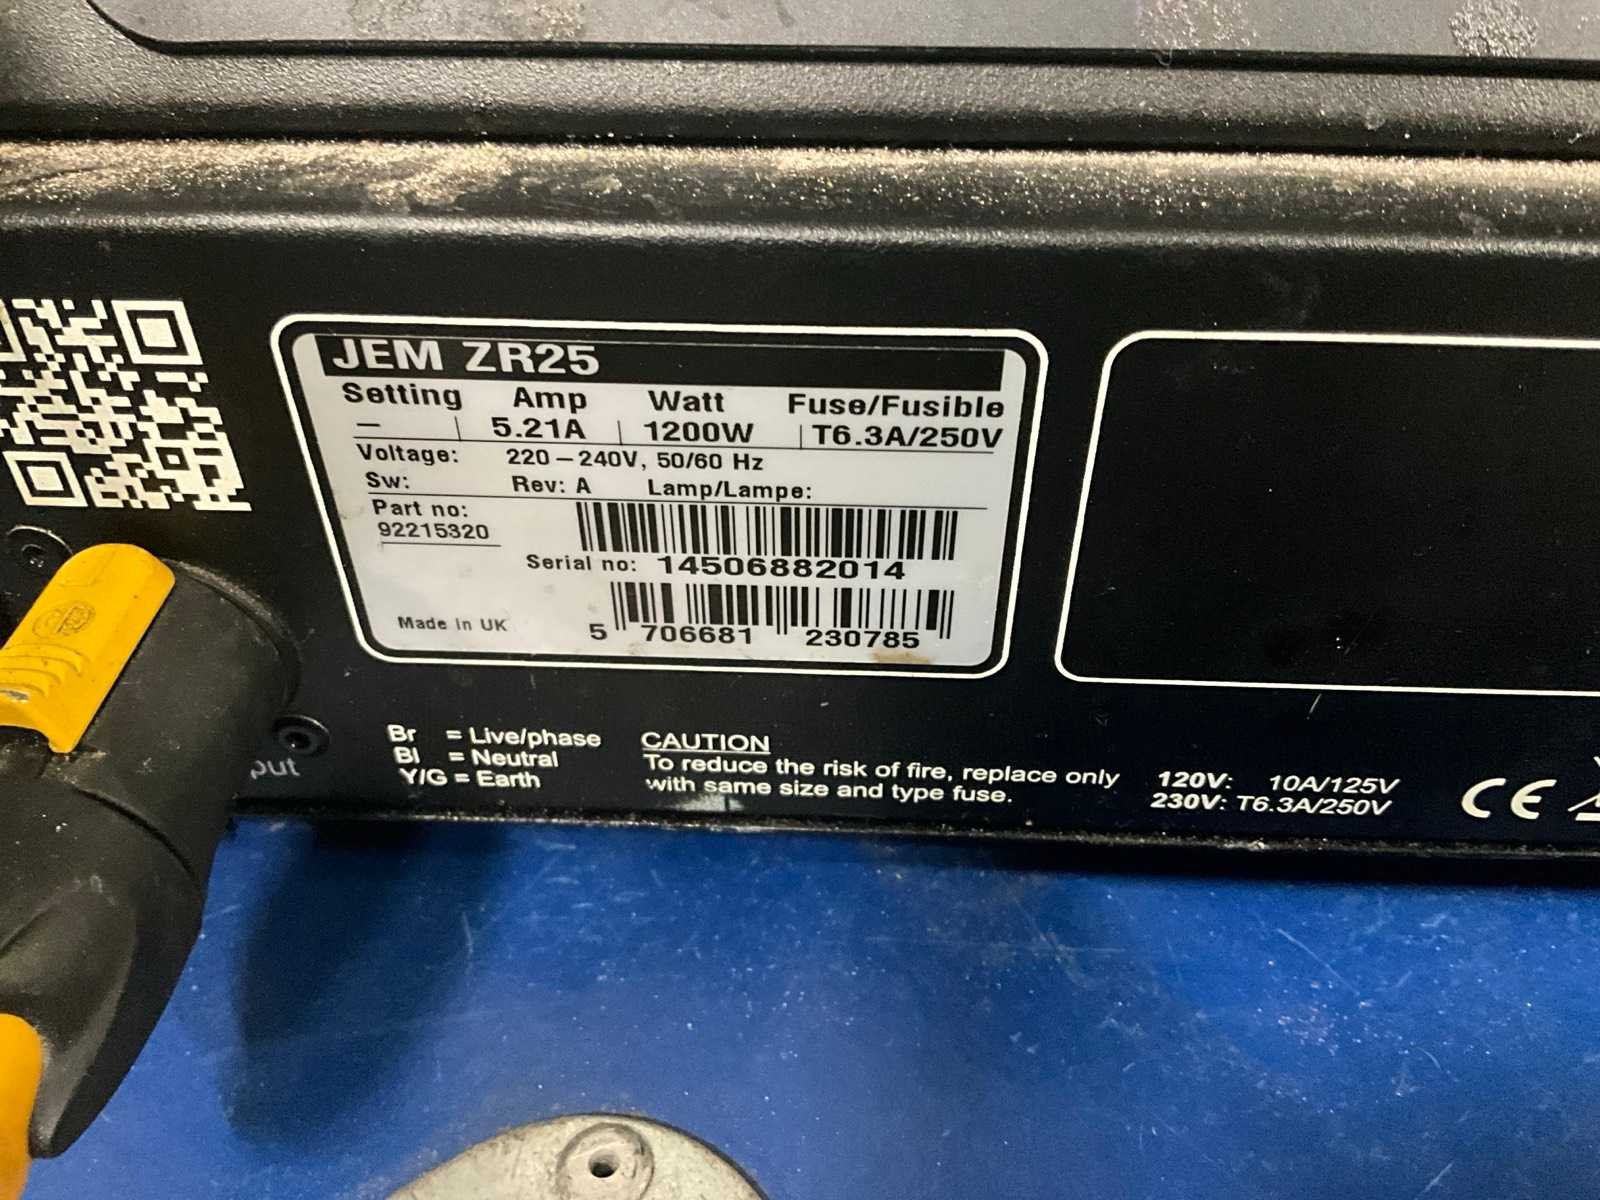 JEM ZR25
Setting Amp Watt Fuse/Fusible
– 5.21A 1200W T6.3A/250V
Voltage: 220–240V, 50/60 Hz
Sw: Rev: A Lamp/Lampe:
Part no:
92215320
Serial no: 14506882014
Made in UK
5 706681 230785
Br = Live/phase
Bl = Neutral
Y/G = Earth
CAUTION
To reduce the risk of fire, replace only
with same size and type fuse.
120V: 10A/125V
230V: T6.3A/250V
CE